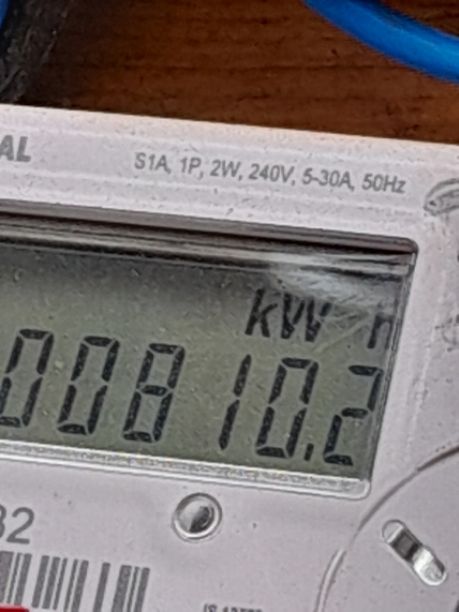 AL
S1A, 1P, 2W, 240V, 5-30A, 50Hz
kW
00810.2
32